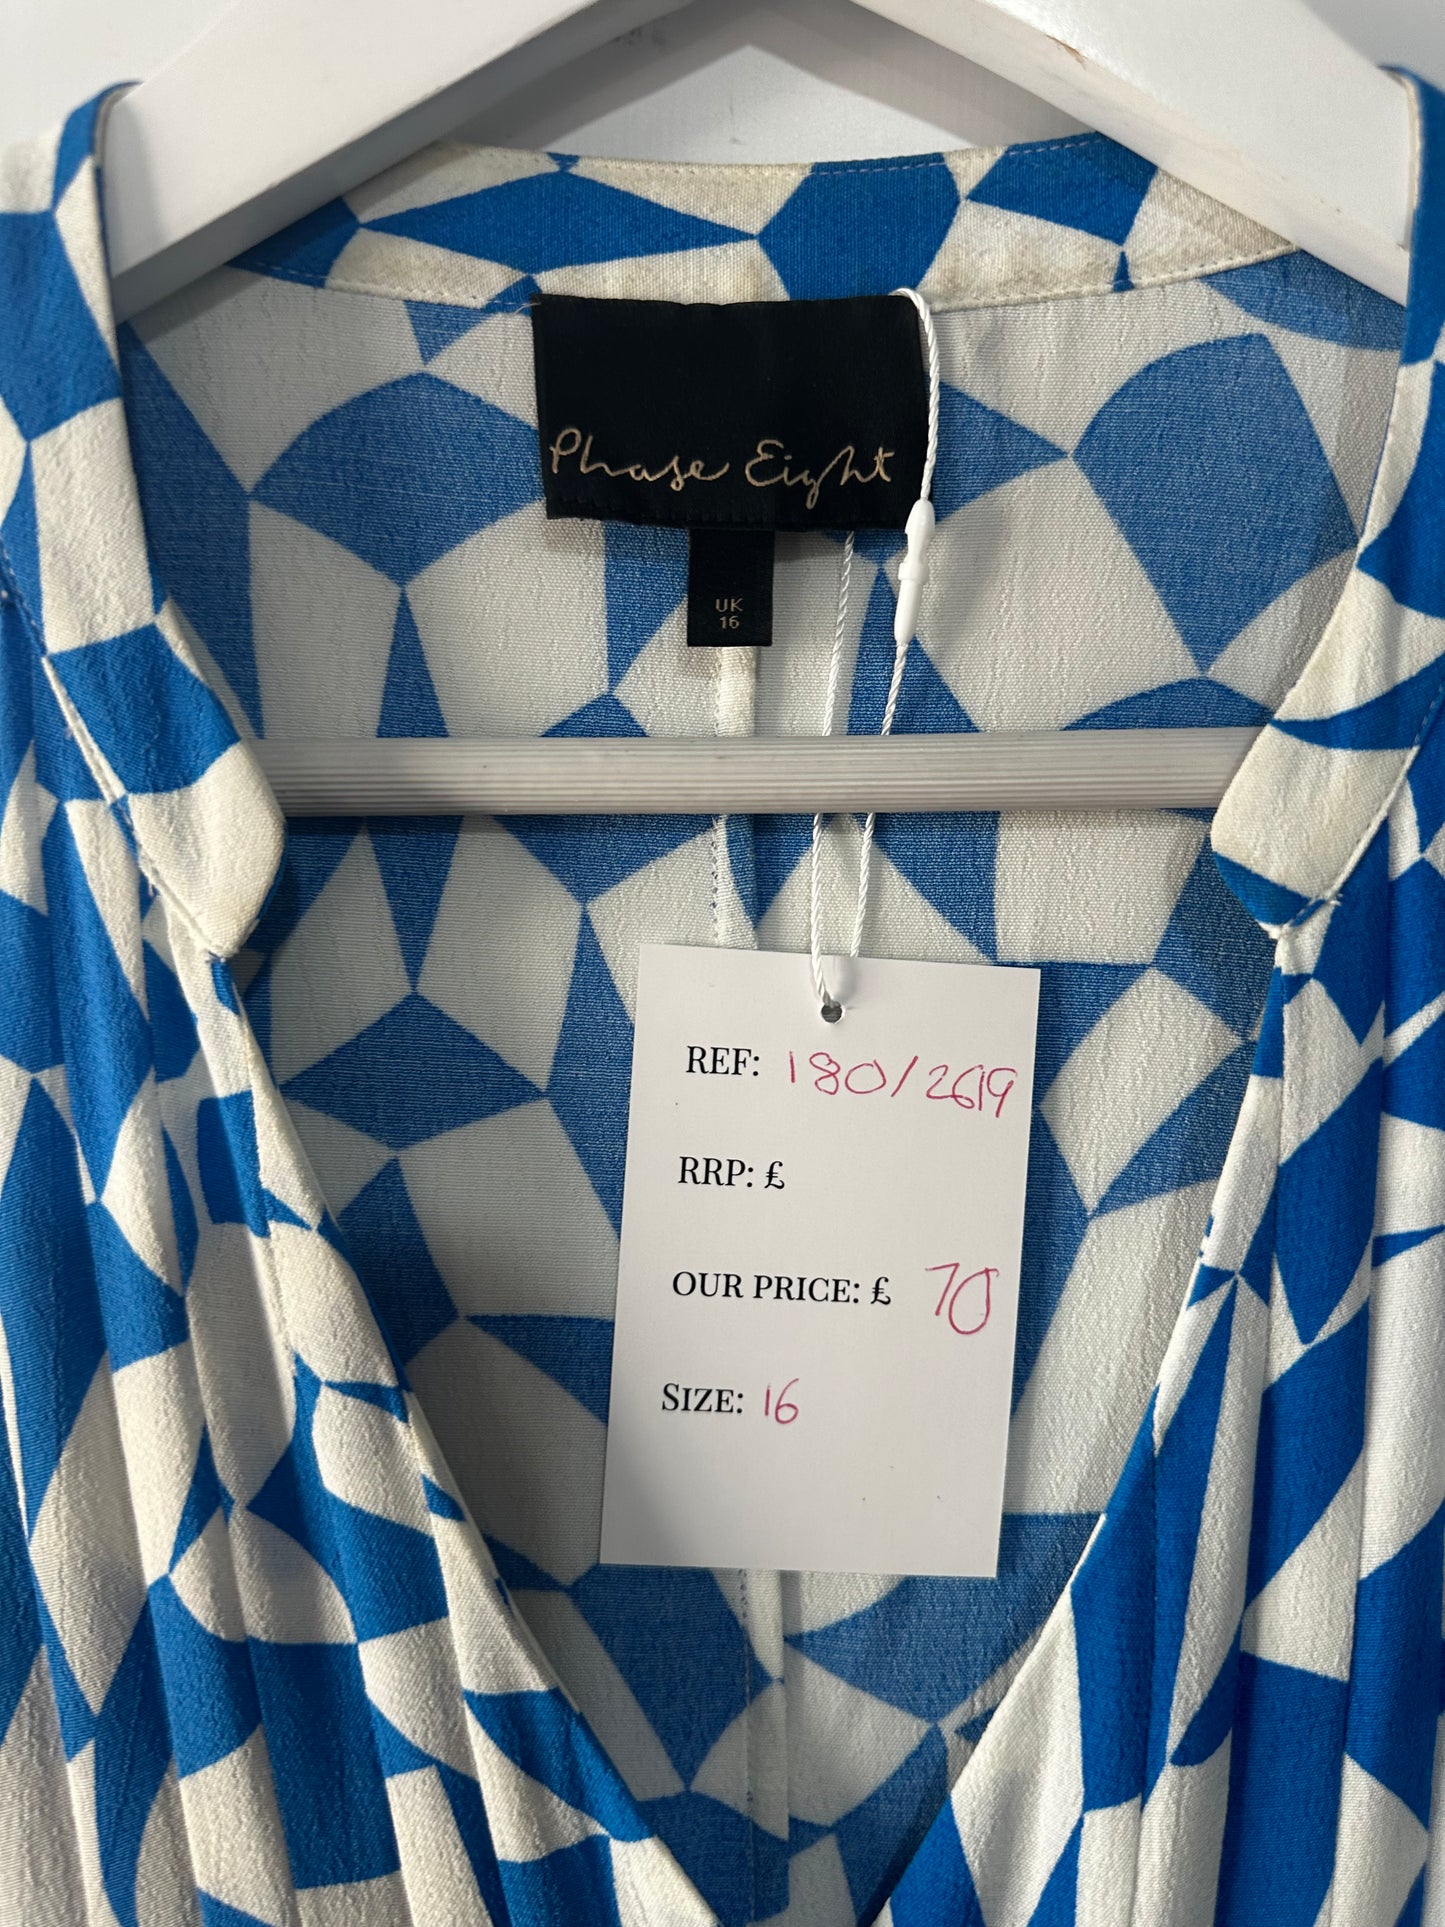 Phase Eight
UK
16
REF: 180/2619
RRP: £
OUR PRICE: £ 70
SIZE: 16